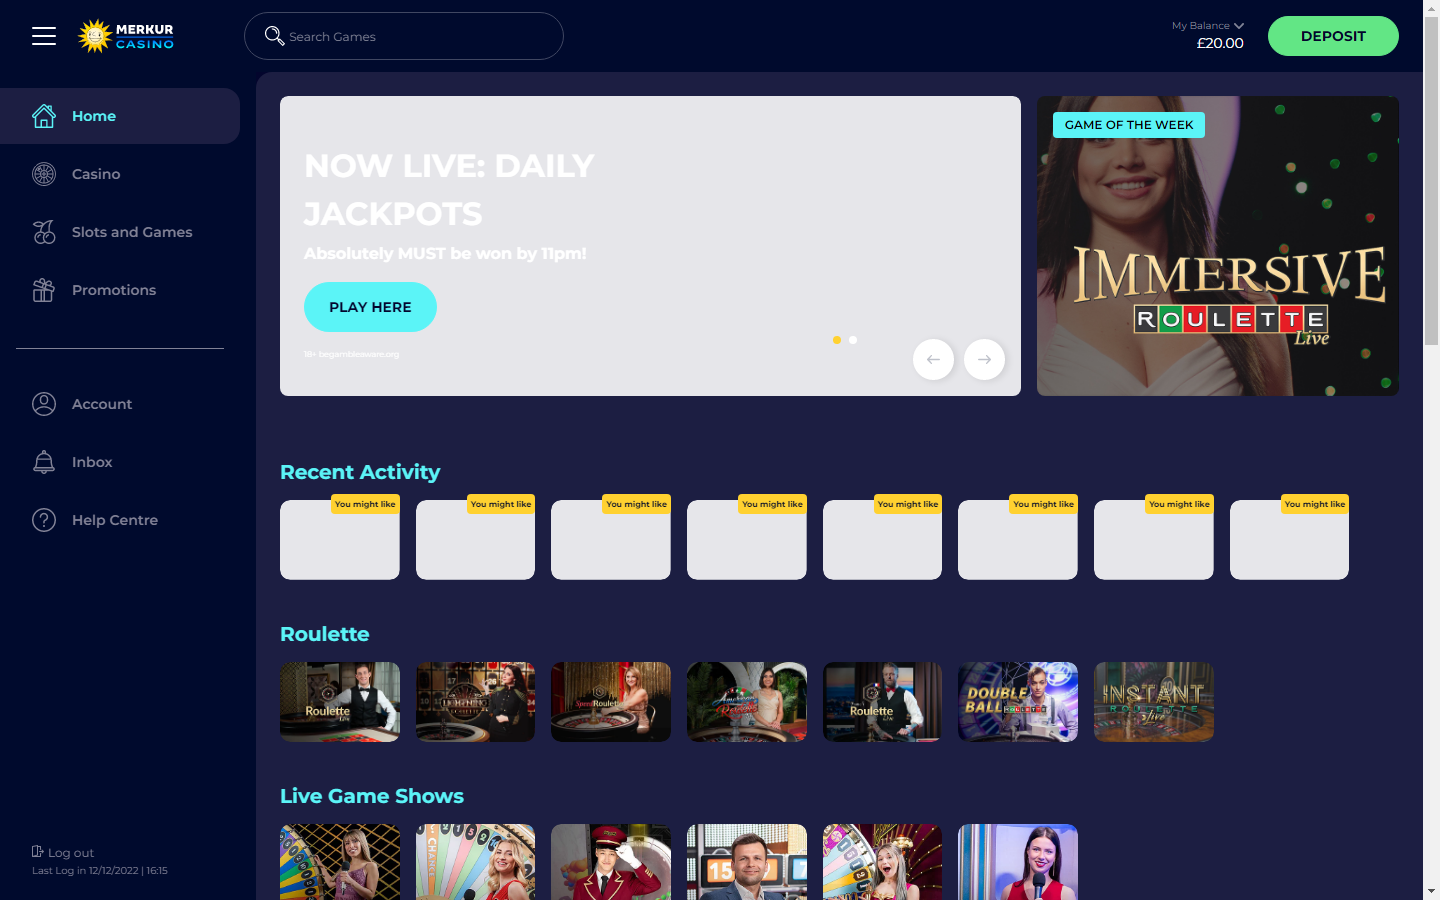 MERKUR
CASINO
Search Games
My Balance
£20.00
DEPOSIT
Home
Casino
Slots and Games
Promotions
Account
Inbox
Help Centre
Log out
Last Log in 12/12/2022 | 16:15
NOW LIVE: DAILY
JACKPOTS
Absolutely MUST be won by 11pm!
PLAY HERE
18+ begambleaware.org
GAME OF THE WEEK
IMMERSIVE
ROULETTE
Live
Recent Activity
You might like
You might like
You might like
You might like
You might like
You might like
You might like
You might like
Roulette
Roulette
Live
Speed Roulette
American
Roulette
Roulette
Live
DOUBLE
BALL
ROULETTE
INSTANT
ROULETTE
Live
Live Game Shows